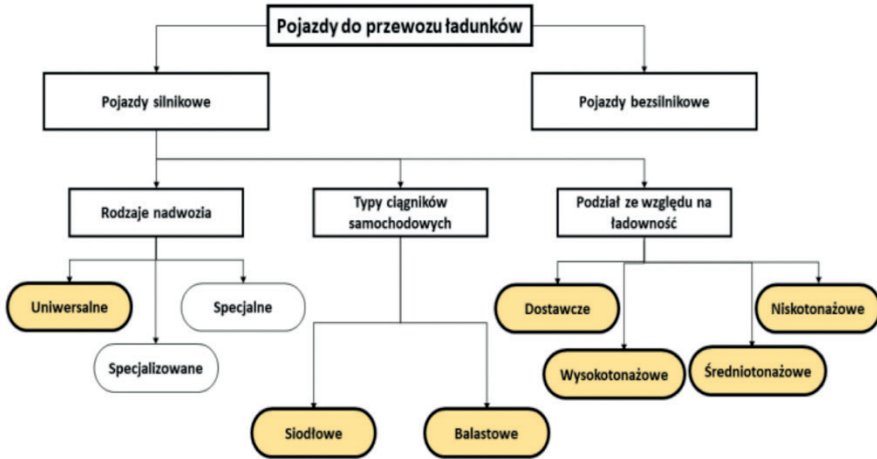 Pojazdy do przewozu ładunków
Pojazdy silnikowe
Pojazdy bezsilnikowe
Rodzaje nadwozia
Typy ciągników
samochodowych
Podział ze względu na
ładowność
Uniwersalne
Specjalne
Specjalizowane
Siodłowe
Balastowe
Dostawcze
Niskotonażowe
Wysokotonażowe
Średniotonażowe